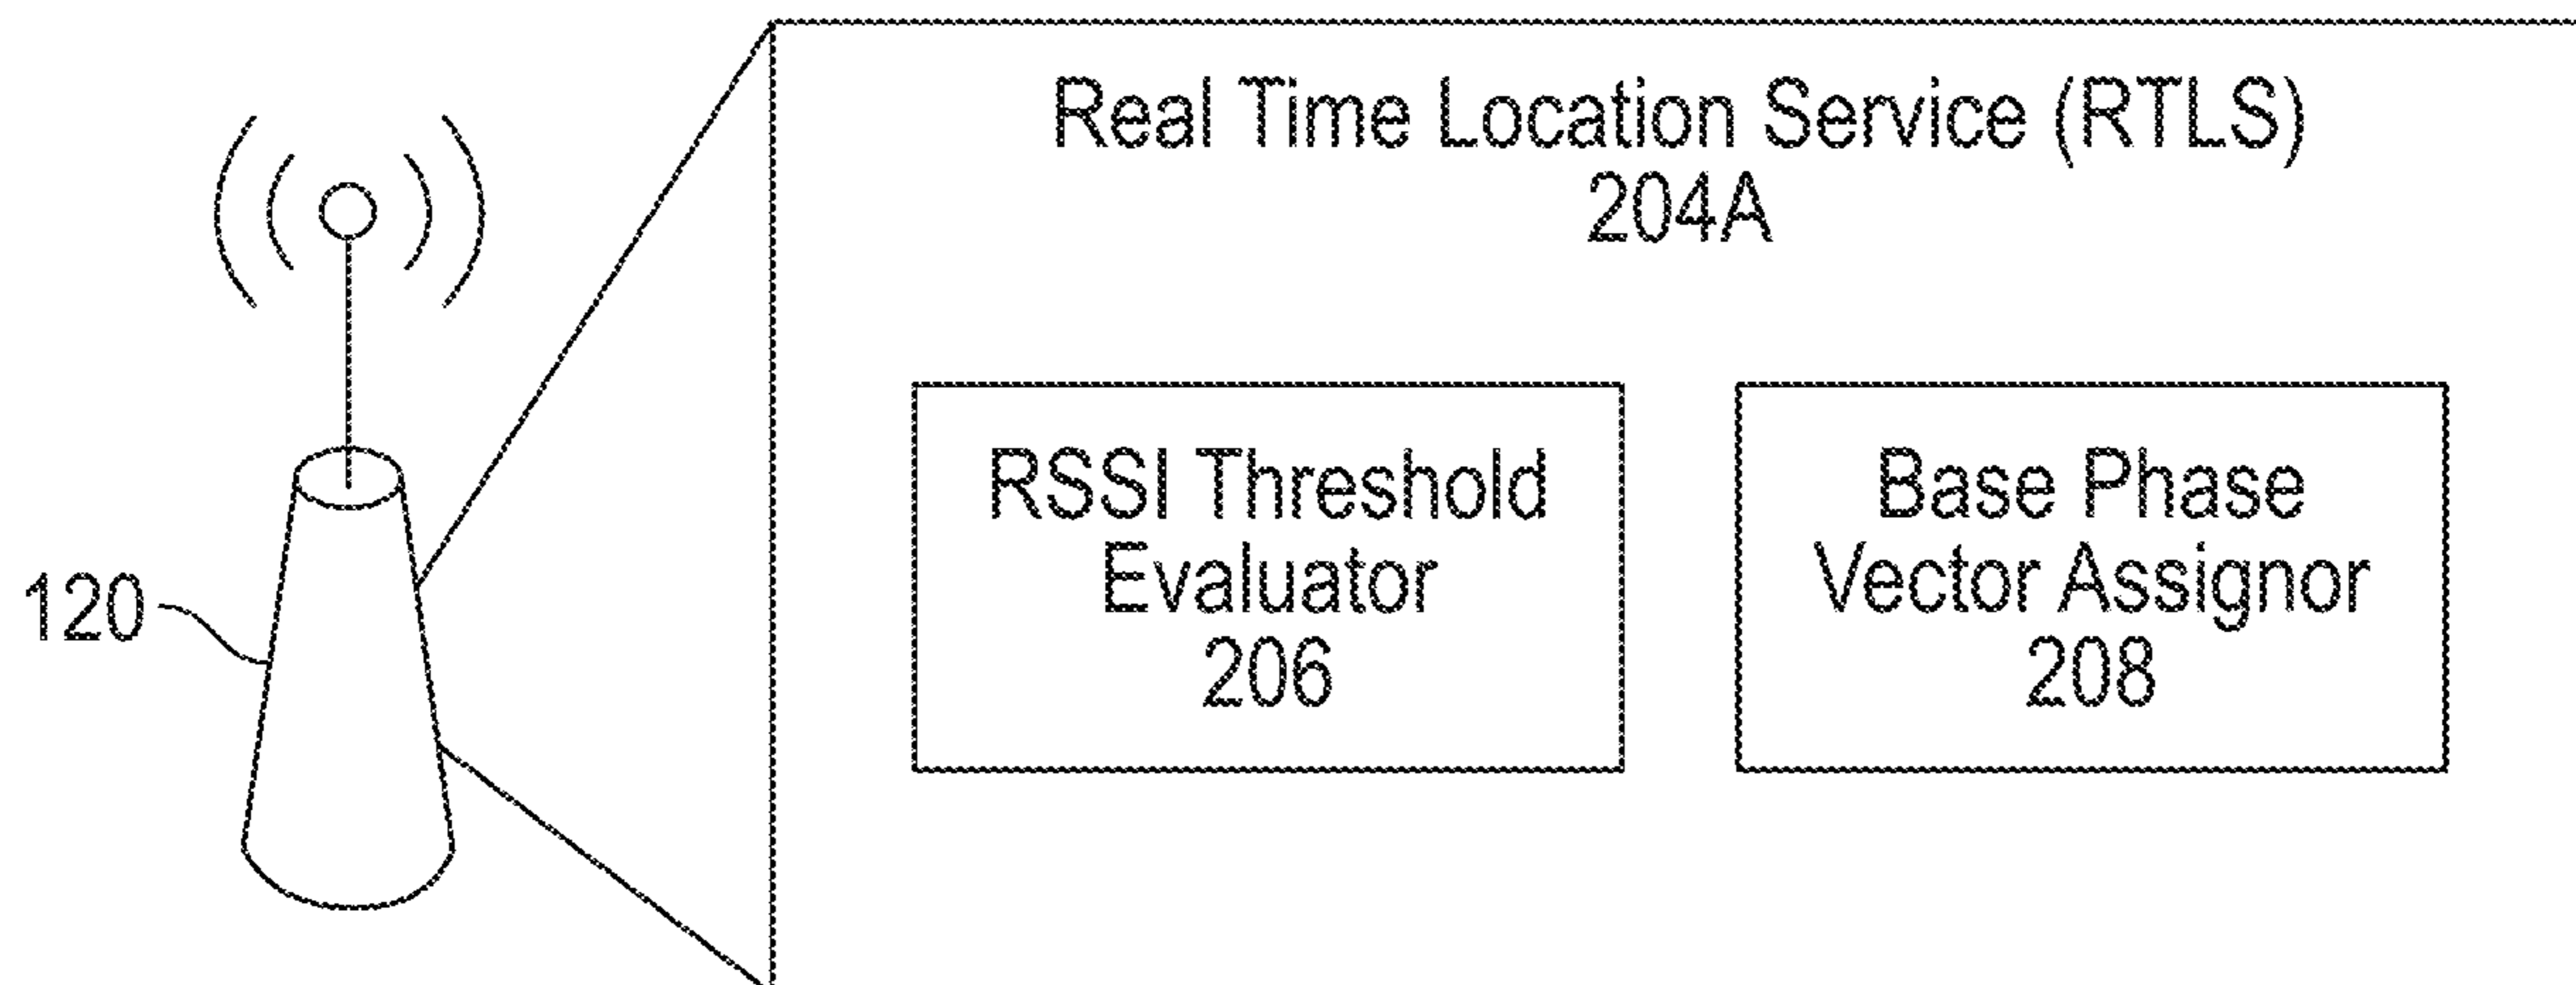 Real Time Location Service (RTLS)
204A
RSSI Threshold
Evaluator
206
Base Phase
Vector Assignor
208
120